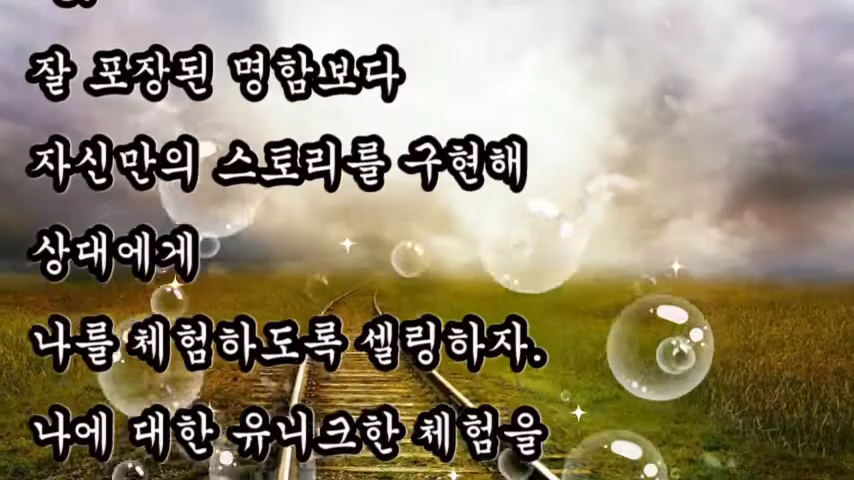 잘 포장된 명함보다
자신만의 스토리를 구현해
상대에게
나를 체험하도록 셀링하자.
나에 대한 유니크한 체험을